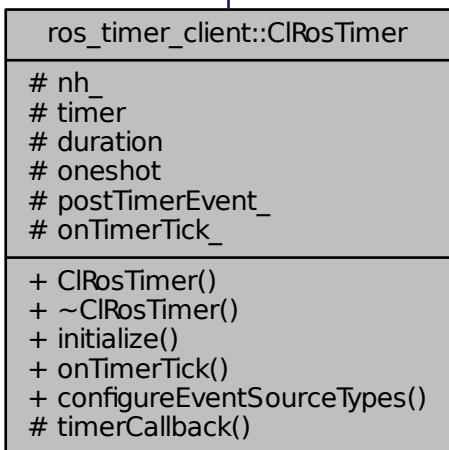 ros_timer_client::ClRosTimer
# nh_
# timer
# duration
# oneshot
# postTimerEvent_
# onTimerTick_
+ ClRosTimer()
+ ~ClRosTimer()
+ initialize()
+ onTimerTick()
+ configureEventSourceTypes()
# timerCallback()